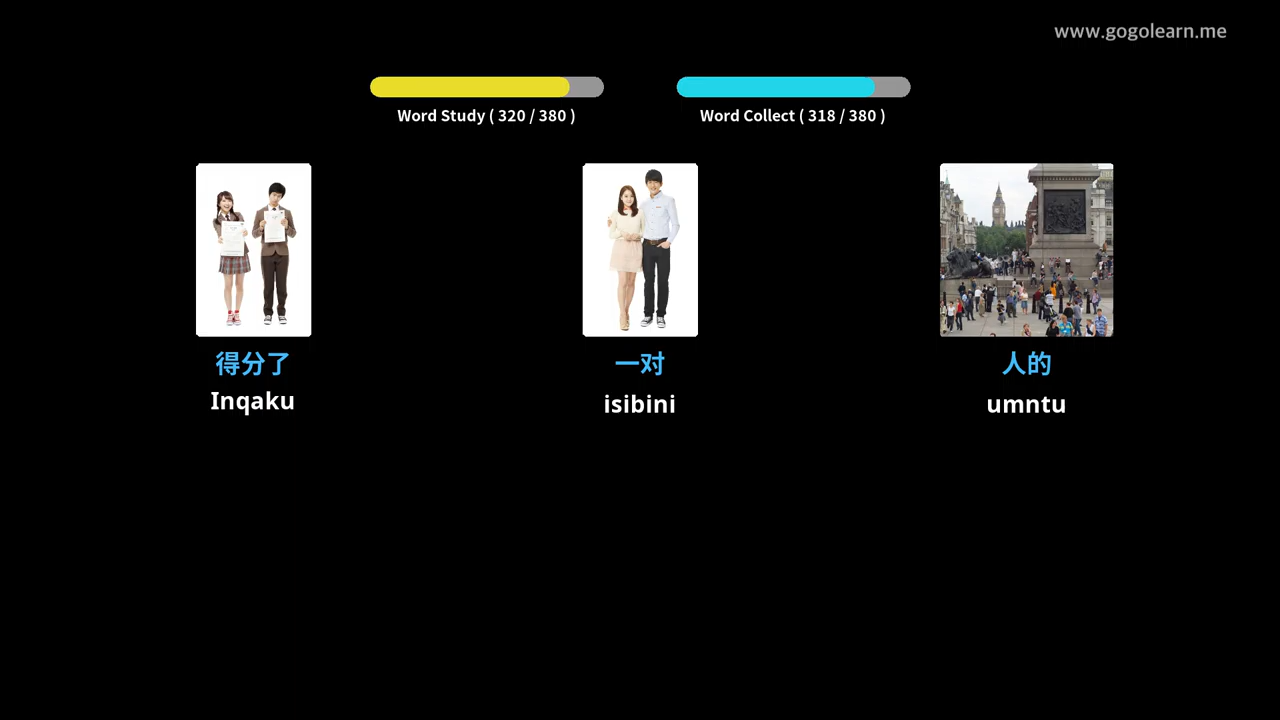 www.gogolearn.me
Word Study ( 320 / 380 )
Word Collect ( 318 / 380 )
得分了
一对
人的
Inqaku
isibini
umntu